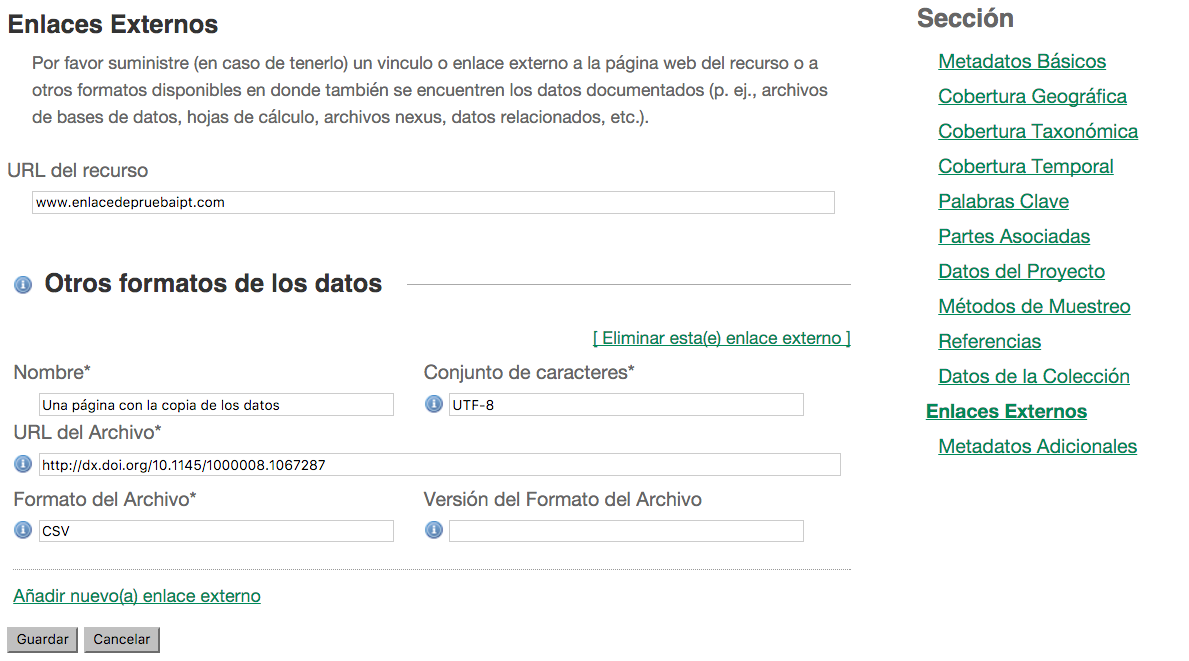 Enlaces Externos
Por favor suministre (en caso de tenerlo) un vinculo o enlace externo a la página web del recurso o a
otros formatos disponibles en donde también se encuentren los datos documentados (p. ej., archivos
de bases de datos, hojas de cálculo, archivos nexus, datos relacionados, etc.).
URL del recurso
www.enlacedepruebaipt.com
Otros formatos de los datos
[ Eliminar esta(e) enlace externo ]
Nombre*
Conjunto de caracteres*
Una página con la copia de los datos
UTF-8
URL del Archivo*
http://dx.doi.org/10.1145/1000008.1067287
Formato del Archivo*
Versión del Formato del Archivo
CSV
Añadir nuevo(a) enlace externo
Guardar
Cancelar
Sección
Metadatos Básicos
Cobertura Geográfica
Cobertura Taxonómica
Cobertura Temporal
Palabras Clave
Partes Asociadas
Datos del Proyecto
Métodos de Muestreo
Referencias
Datos de la Colección
Enlaces Externos
Metadatos Adicionales